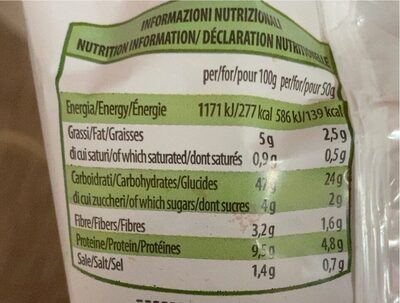 INFORMAZIONI NUTRIZIONALI
NUTRITION INFORMATION/ DÉCLARATION NUTRITIONNELLE
per/for/pour 100g per/for/pour 50g
Energia/Energy/Énergie 1171 kJ/277 kcal 586 kJ/139 kcal
Grassi/Fat/Graisses 5g 2,5g
di cui saturi/of which saturated/dont saturés 0,9g 0,5g
Carboidrati/Carbohydrates/Glucides 47g 24g
di cui zuccheri/of which sugars/dont sucres 4g 2g
Fibre/Fibers/Fibres 3,2g 1,6g
Proteine/Protein/Protéines 9,5g 4,8g
Sale/Salt/Sel 1,4g 0,7g